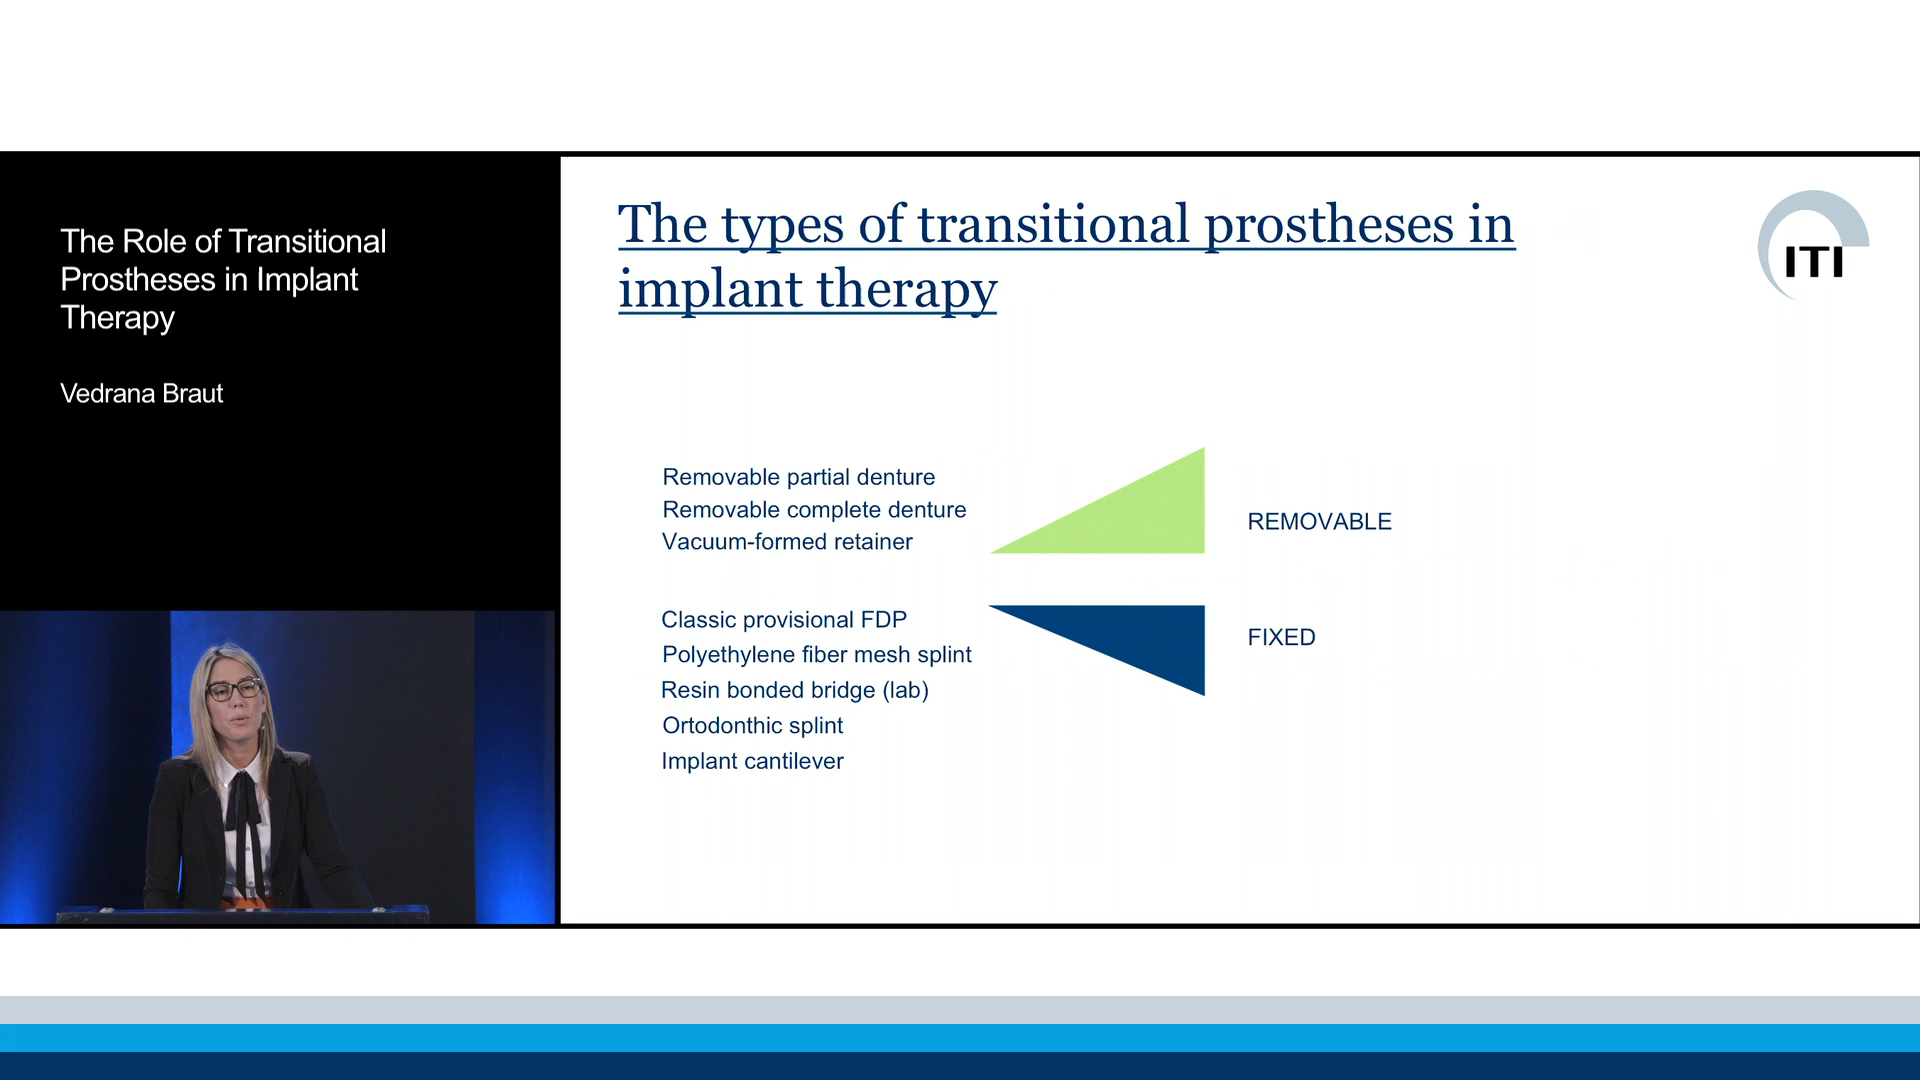 The Role of Transitional
Prostheses in Implant
Therapy
Vedrana Braut
The types of transitional prostheses in
implant therapy
ITI
Removable partial denture
Removable complete denture
Vacuum-formed retainer
REMOVABLE
Classic provisional FDP
Polyethylene fiber mesh splint
Resin bonded bridge (lab)
Ortodonthic splint
Implant cantilever
FIXED